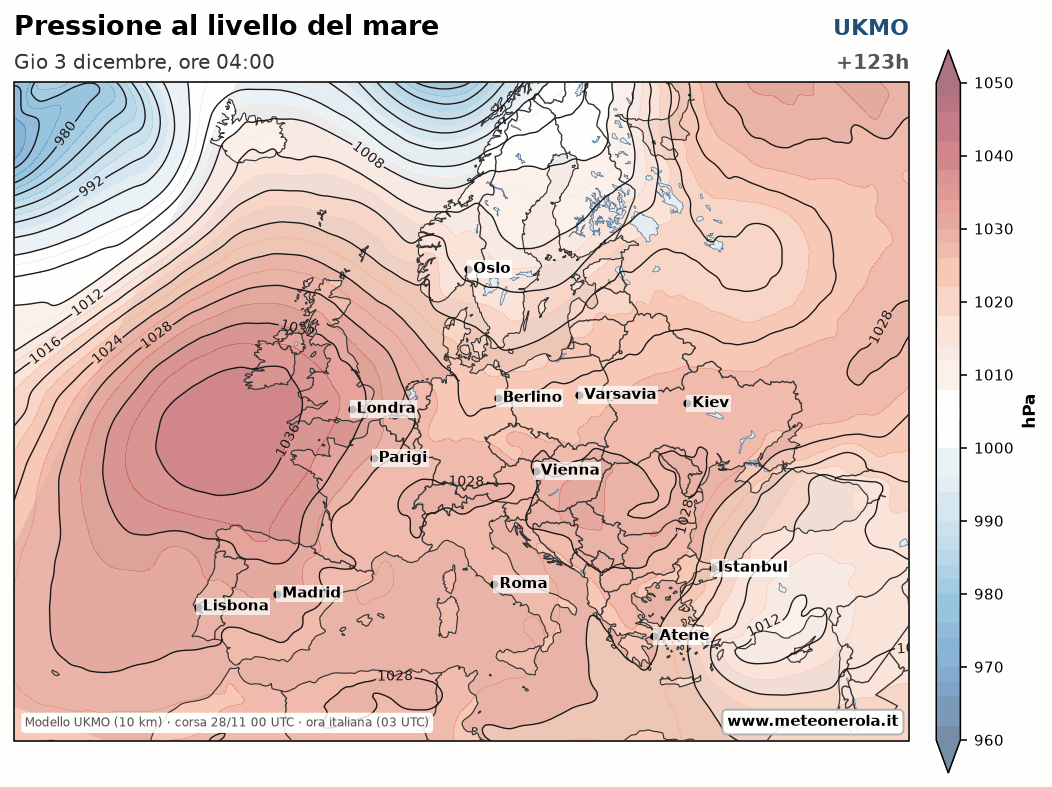 Pressione al livello del mare
UKMO
Gio 3 dicembre, ore 04:00
+123h
1050
1040
1030
1020
1010
1000
990
980
970
960
hPa
980
992
1008
1012
1016
1024
1028
1036
1028
Oslo
Londra
Berlino
Varsavia
Kiev
1036
Parigi
Vienna
1028
1028
Istanbul
Roma
Madrid
Lisbona
1012
Atene
1028
Modello UKMO (10 km) · corsa 28/11 00 UTC · ora italiana (03 UTC)
www.meteonerola.it